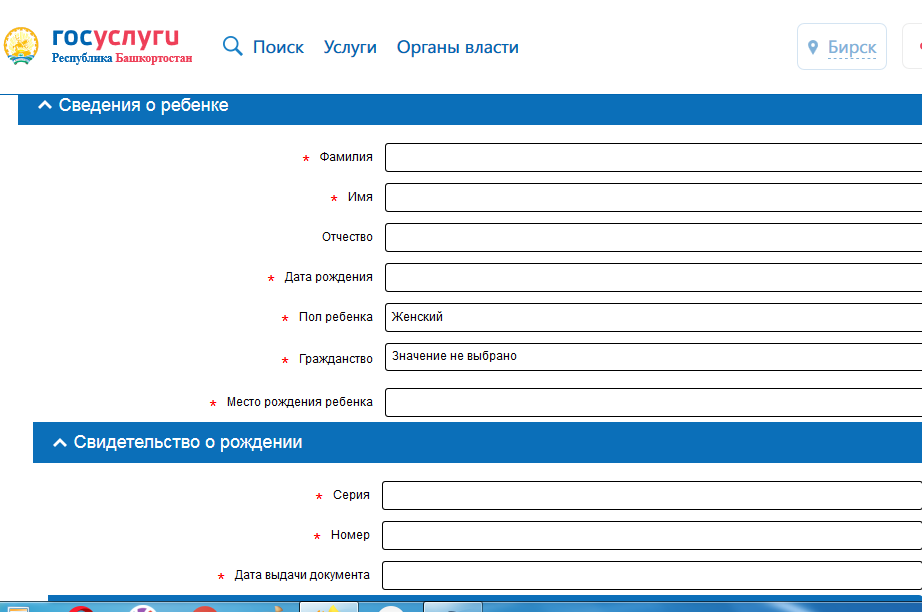 госуслуги
Республика Башкортостан
Поиск Услуги Органы власти
Бирск
Сведения о ребенке
* Фамилия
* Имя
Отчество
* Дата рождения
* Пол ребенка Женский
* Гражданство Значение не выбрано
* Место рождения ребенка
Свидетельство о рождении
* Серия
* Номер
* Дата выдачи документа